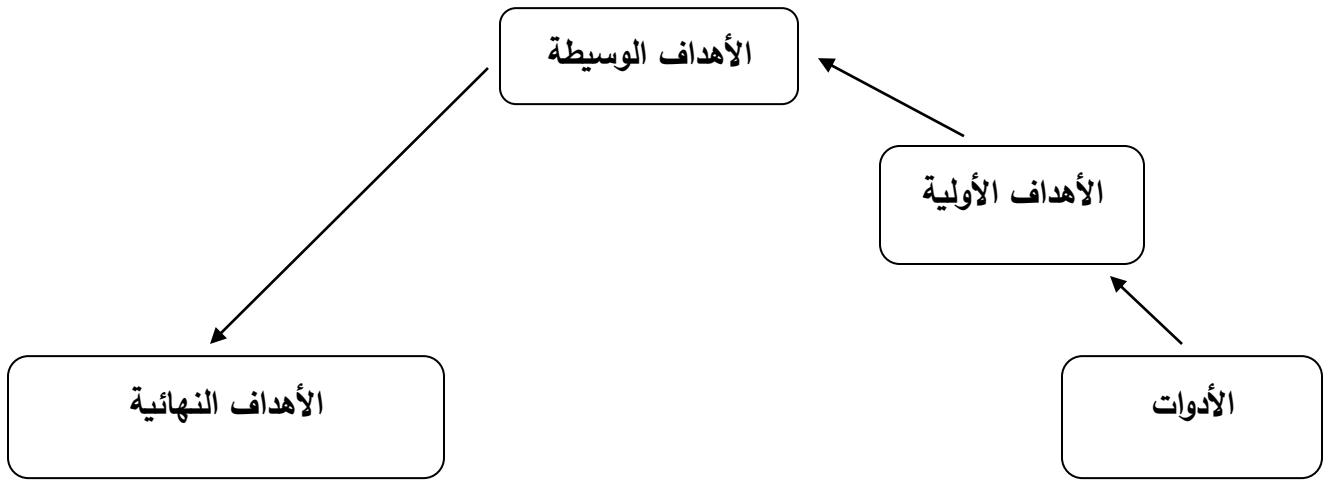 الأهداف الوسيطة
الأهداف الأولية
الأدوات
الأهداف النهائية